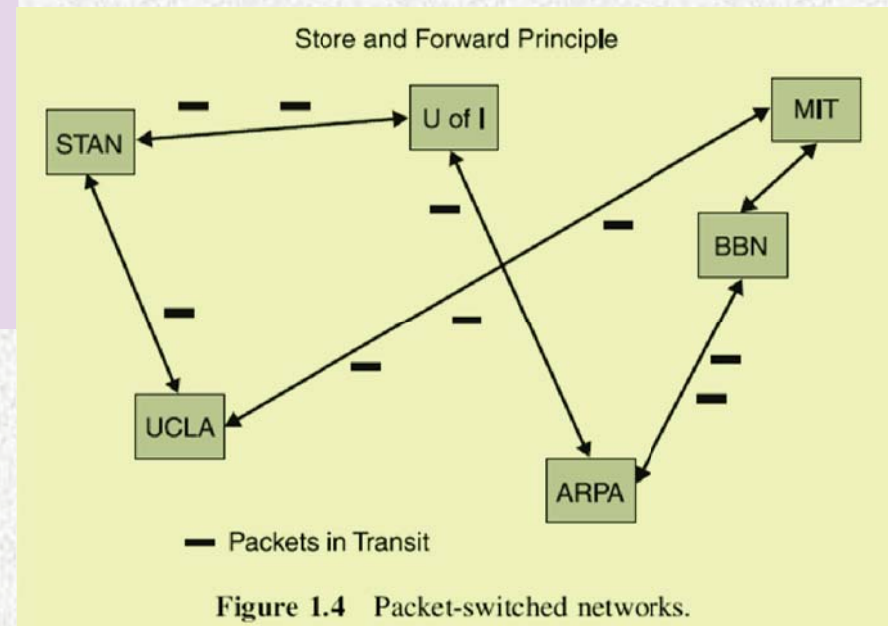 Store and Forward Principle
STAN
U of I
MIT
BBN
UCLA
ARPA
Packets in Transit
Figure 1.4 Packet-switched networks.